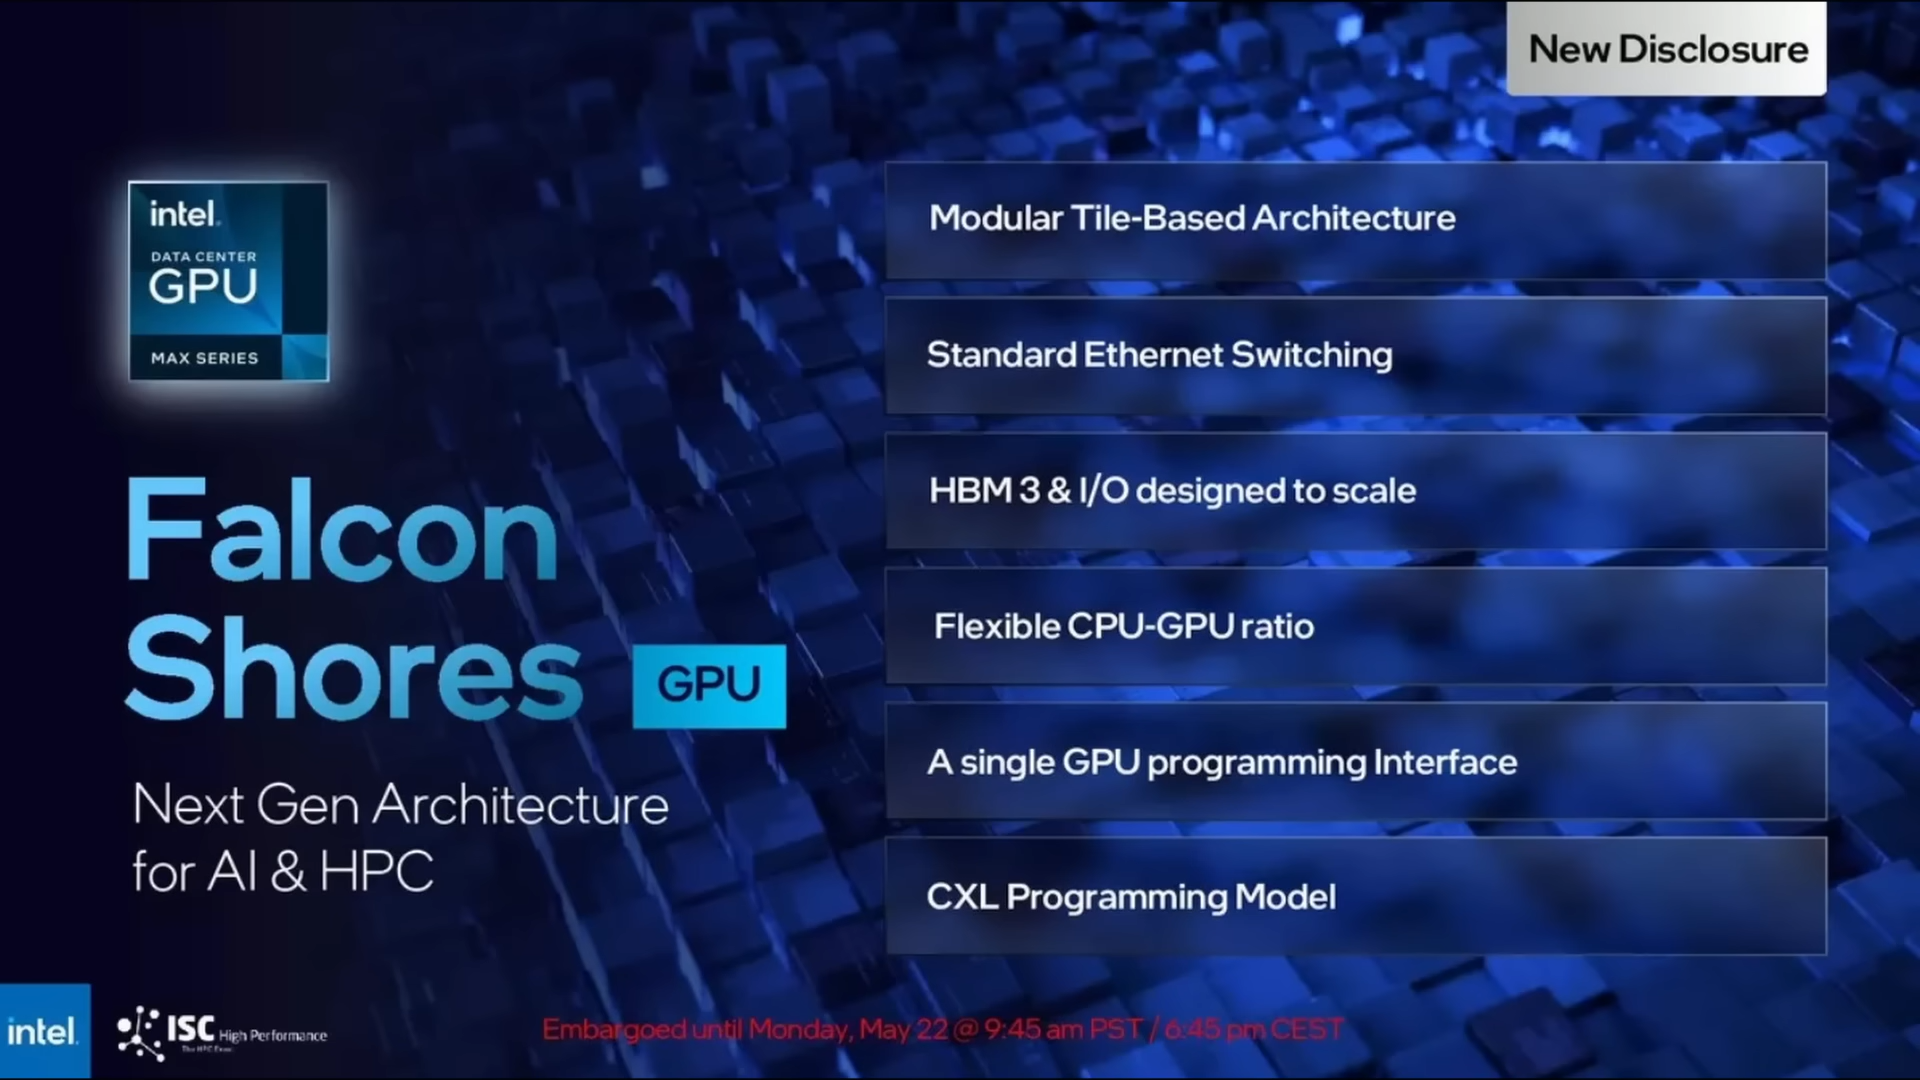 New Disclosure
intel.
DATA CENTER
GPU
MAX SERIES
Falcon
Shores
GPU
Next Gen Architecture
for AI & HPC
Modular Tile-Based Architecture
Standard Ethernet Switching
HBM 3 & I/O designed to scale
Flexible CPU-GPU ratio
A single GPU programming Interface
CXL Programming Model
intel.
ISC High Performance
The HPC Event.
Embargoed until Monday, May 22 @ 9:45 am PST / 6:45 pm CEST